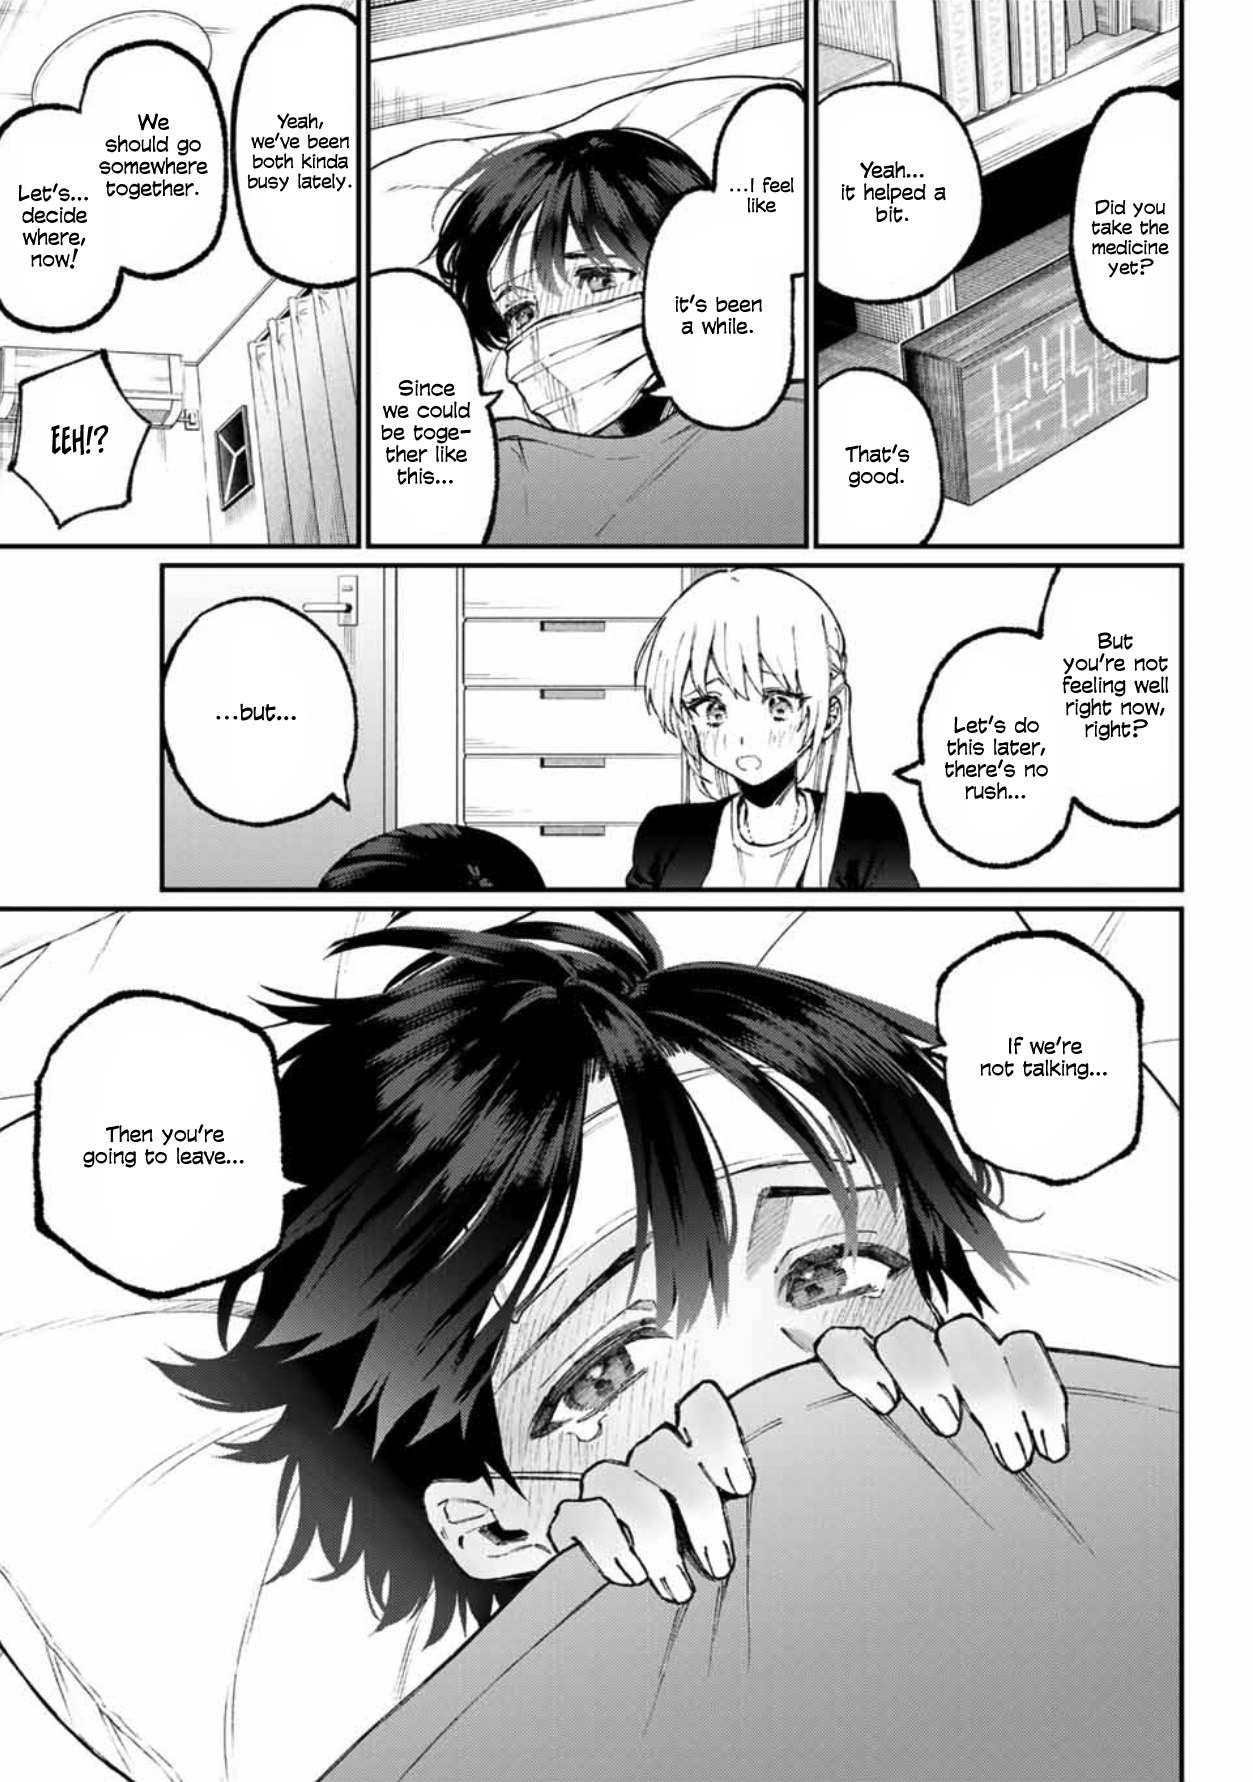 Did you
take the
medicine
yet?
Yeah...
it helped a
bit.
That's
good.
12:45
...I feel
like
it's been
a while.
Since
we could
be toge-
ther like
this...
Yeah,
we've been
both kinda
busy lately.
We
should go
somewhere
together.
Let's...
decide
where,
now!
EEH!?
But
you're not
feeling well
right now,
right?
Let's do
this later,
there's no
rush...
...but...
If we're
not talking...
Then you're
going to leave...